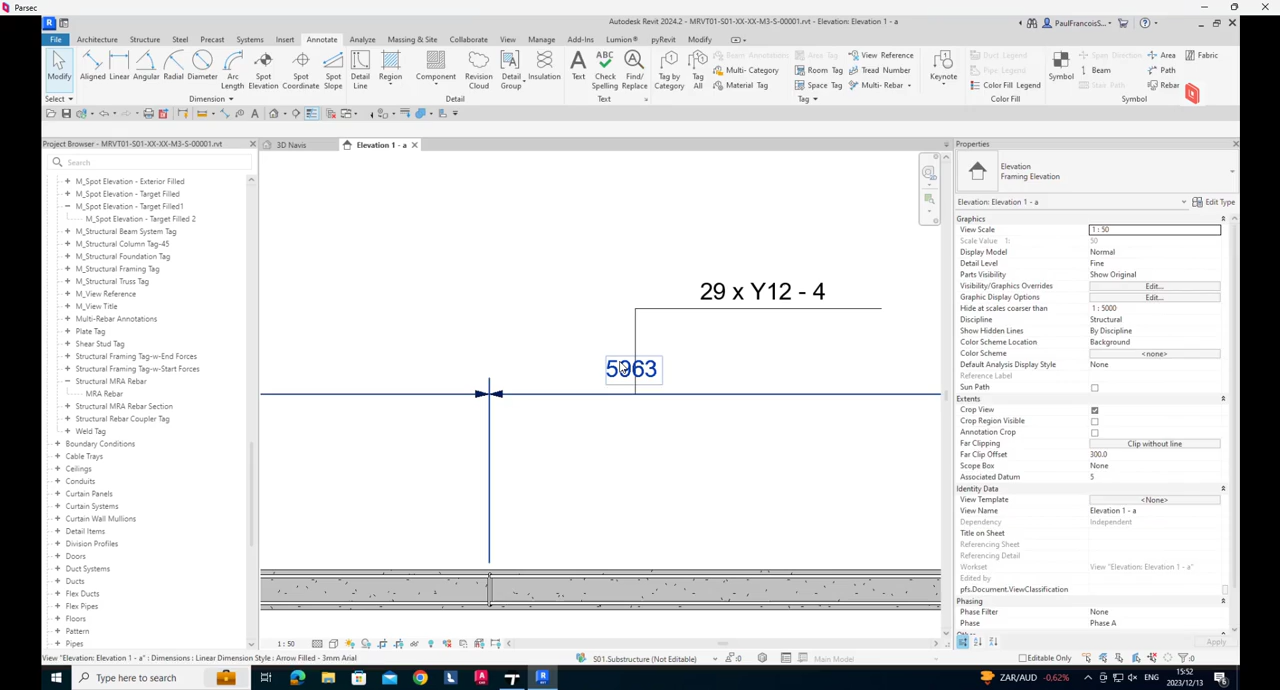 Parsec
Autodesk Revit 2024.2 - MRVT01-S01-XX-XX-M3-S-00001.rvt - Elevation: Elevation 1 - a
PaulFrancoisS...
File Architecture Structure Steel Precast Systems Insert Annotate Analyze Massing & Site Collaborate View Manage Add-Ins Lumion® pyRevit Modify
Modify Aligned Linear Angular Radial Diameter Arc Length Spot Elevation Spot Coordinate Spot Slope Detail Line Region Component Revision Cloud Detail Group Insulation Text Check Spelling Find/ Replace Tag by Category Tag All
Beam Annotations
Multi- Category
Material Tag
Area Tag
Room Tag
Space Tag
View Reference
Tread Number
Multi- Rebar
Keynote
Duct Legend
Pipe Legend
Color Fill Legend
Symbol
Span Direction
Beam
Stair Path
Area
Path
Rebar
Fabric
Select Dimension Detail Text Tag Color Fill Symbol
Project Browser - MRVT01-S01-XX-XX-M3-S-00001.rvt
Search
M_Spot Elevation - Exterior Filled
M_Spot Elevation - Target Filled
M_Spot Elevation - Target Filled1
M_Spot Elevation - Target Filled 2
M_Structural Beam System Tag
M_Structural Column Tag-45
M_Structural Foundation Tag
M_Structural Framing Tag
M_Structural Truss Tag
M_View Reference
M_View Title
Multi-Rebar Annotations
Plate Tag
Shear Stud Tag
Structural Framing Tag-w-End Forces
Structural Framing Tag-w-Start Forces
Structural MRA Rebar
MRA Rebar
Structural MRA Rebar Section
Structural Rebar Coupler Tag
Weld Tag
Boundary Conditions
Cable Trays
Ceilings
Conduits
Curtain Panels
Curtain Systems
Curtain Wall Mullions
Detail Items
Division Profiles
Doors
Duct Systems
Ducts
Flex Ducts
Flex Pipes
Floors
Pattern
Pipes
3D Navis
Elevation 1 - a
29 x Y12 - 4
5963
1 : 50
Properties
Elevation
Framing Elevation
Elevation: Elevation 1 - a
Edit Type
Graphics
View Scale 1 : 50
Scale Value 1: 50
Display Model Normal
Detail Level Fine
Parts Visibility Show Original
Visibility/Graphics Overrides Edit...
Graphic Display Options Edit...
Hide at scales coarser than 1 : 5000
Discipline Structural
Show Hidden Lines By Discipline
Color Scheme Location Background
Color Scheme <none>
Default Analysis Display Style None
Reference Label
Sun Path
Extents
Crop View
Crop Region Visible
Annotation Crop
Far Clipping Clip without line
Far Clip Offset 300.0
Scope Box None
Associated Datum 5
Identity Data
View Template <None>
View Name Elevation 1 - a
Dependency Independent
Title on Sheet
Referencing Sheet
Referencing Detail
Workset View "Elevation: Elevation 1 - a"
Edited by
pfs.Document.ViewClassification
Phasing
Phase Filter None
Phase Phase A
Apply
View "Elevation: Elevation 1 - a" : Dimensions : Linear Dimension Style : Arrow Filled - 3mm Arial
S01.Substructure (Not Editable)
:0
Main Model
Editable Only
:0
Type here to search
ZAR/AUD -0,62%
ENG
15:52
2023/12/13